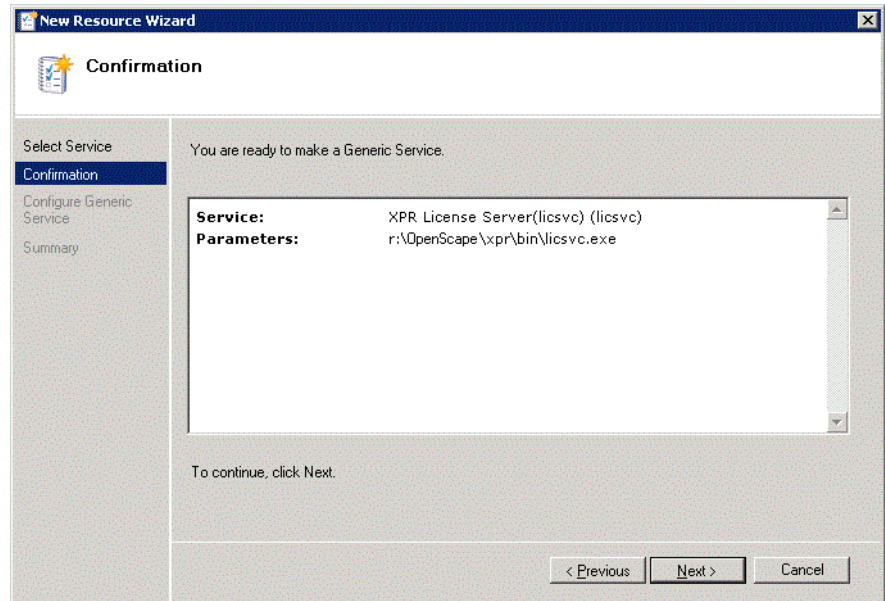 New Resource Wizard
Confirmation
Select Service
Confirmation
Configure Generic
Service
Summary
You are ready to make a Generic Service.
Service: XPR License Server(licsvc) (licsvc)
Parameters: r:\OpenScape\xpr\bin\licsvc.exe
To continue, click Next.
< Previous
Next >
Cancel